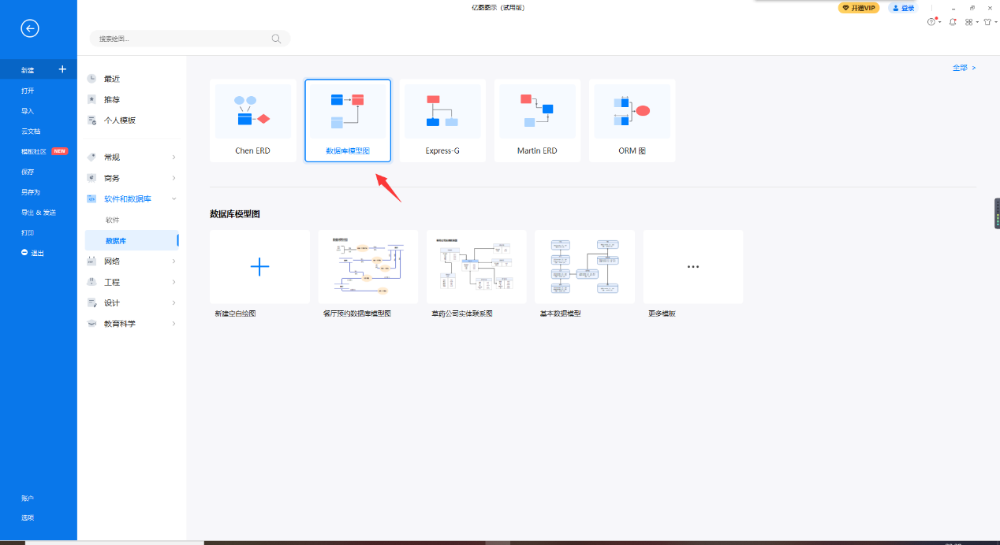 亿图图示（试用版）
开通VIP
登录
搜索绘图...
新建
打开
导入
云文档
模板社区 NEW
保存
另存为
导出 & 发送
打印
退出
账户
选项
最近
推荐
个人模板
常规
商务
软件和数据库
软件
数据库
网络
工程
设计
教育科学
全部 >
Chen ERD
数据库模型图
Express-G
Martin ERD
ORM 图
数据库模型图
新建空白绘图
餐厅预约数据库模型图
草药公司实体联系图
基本数据模型
更多模板